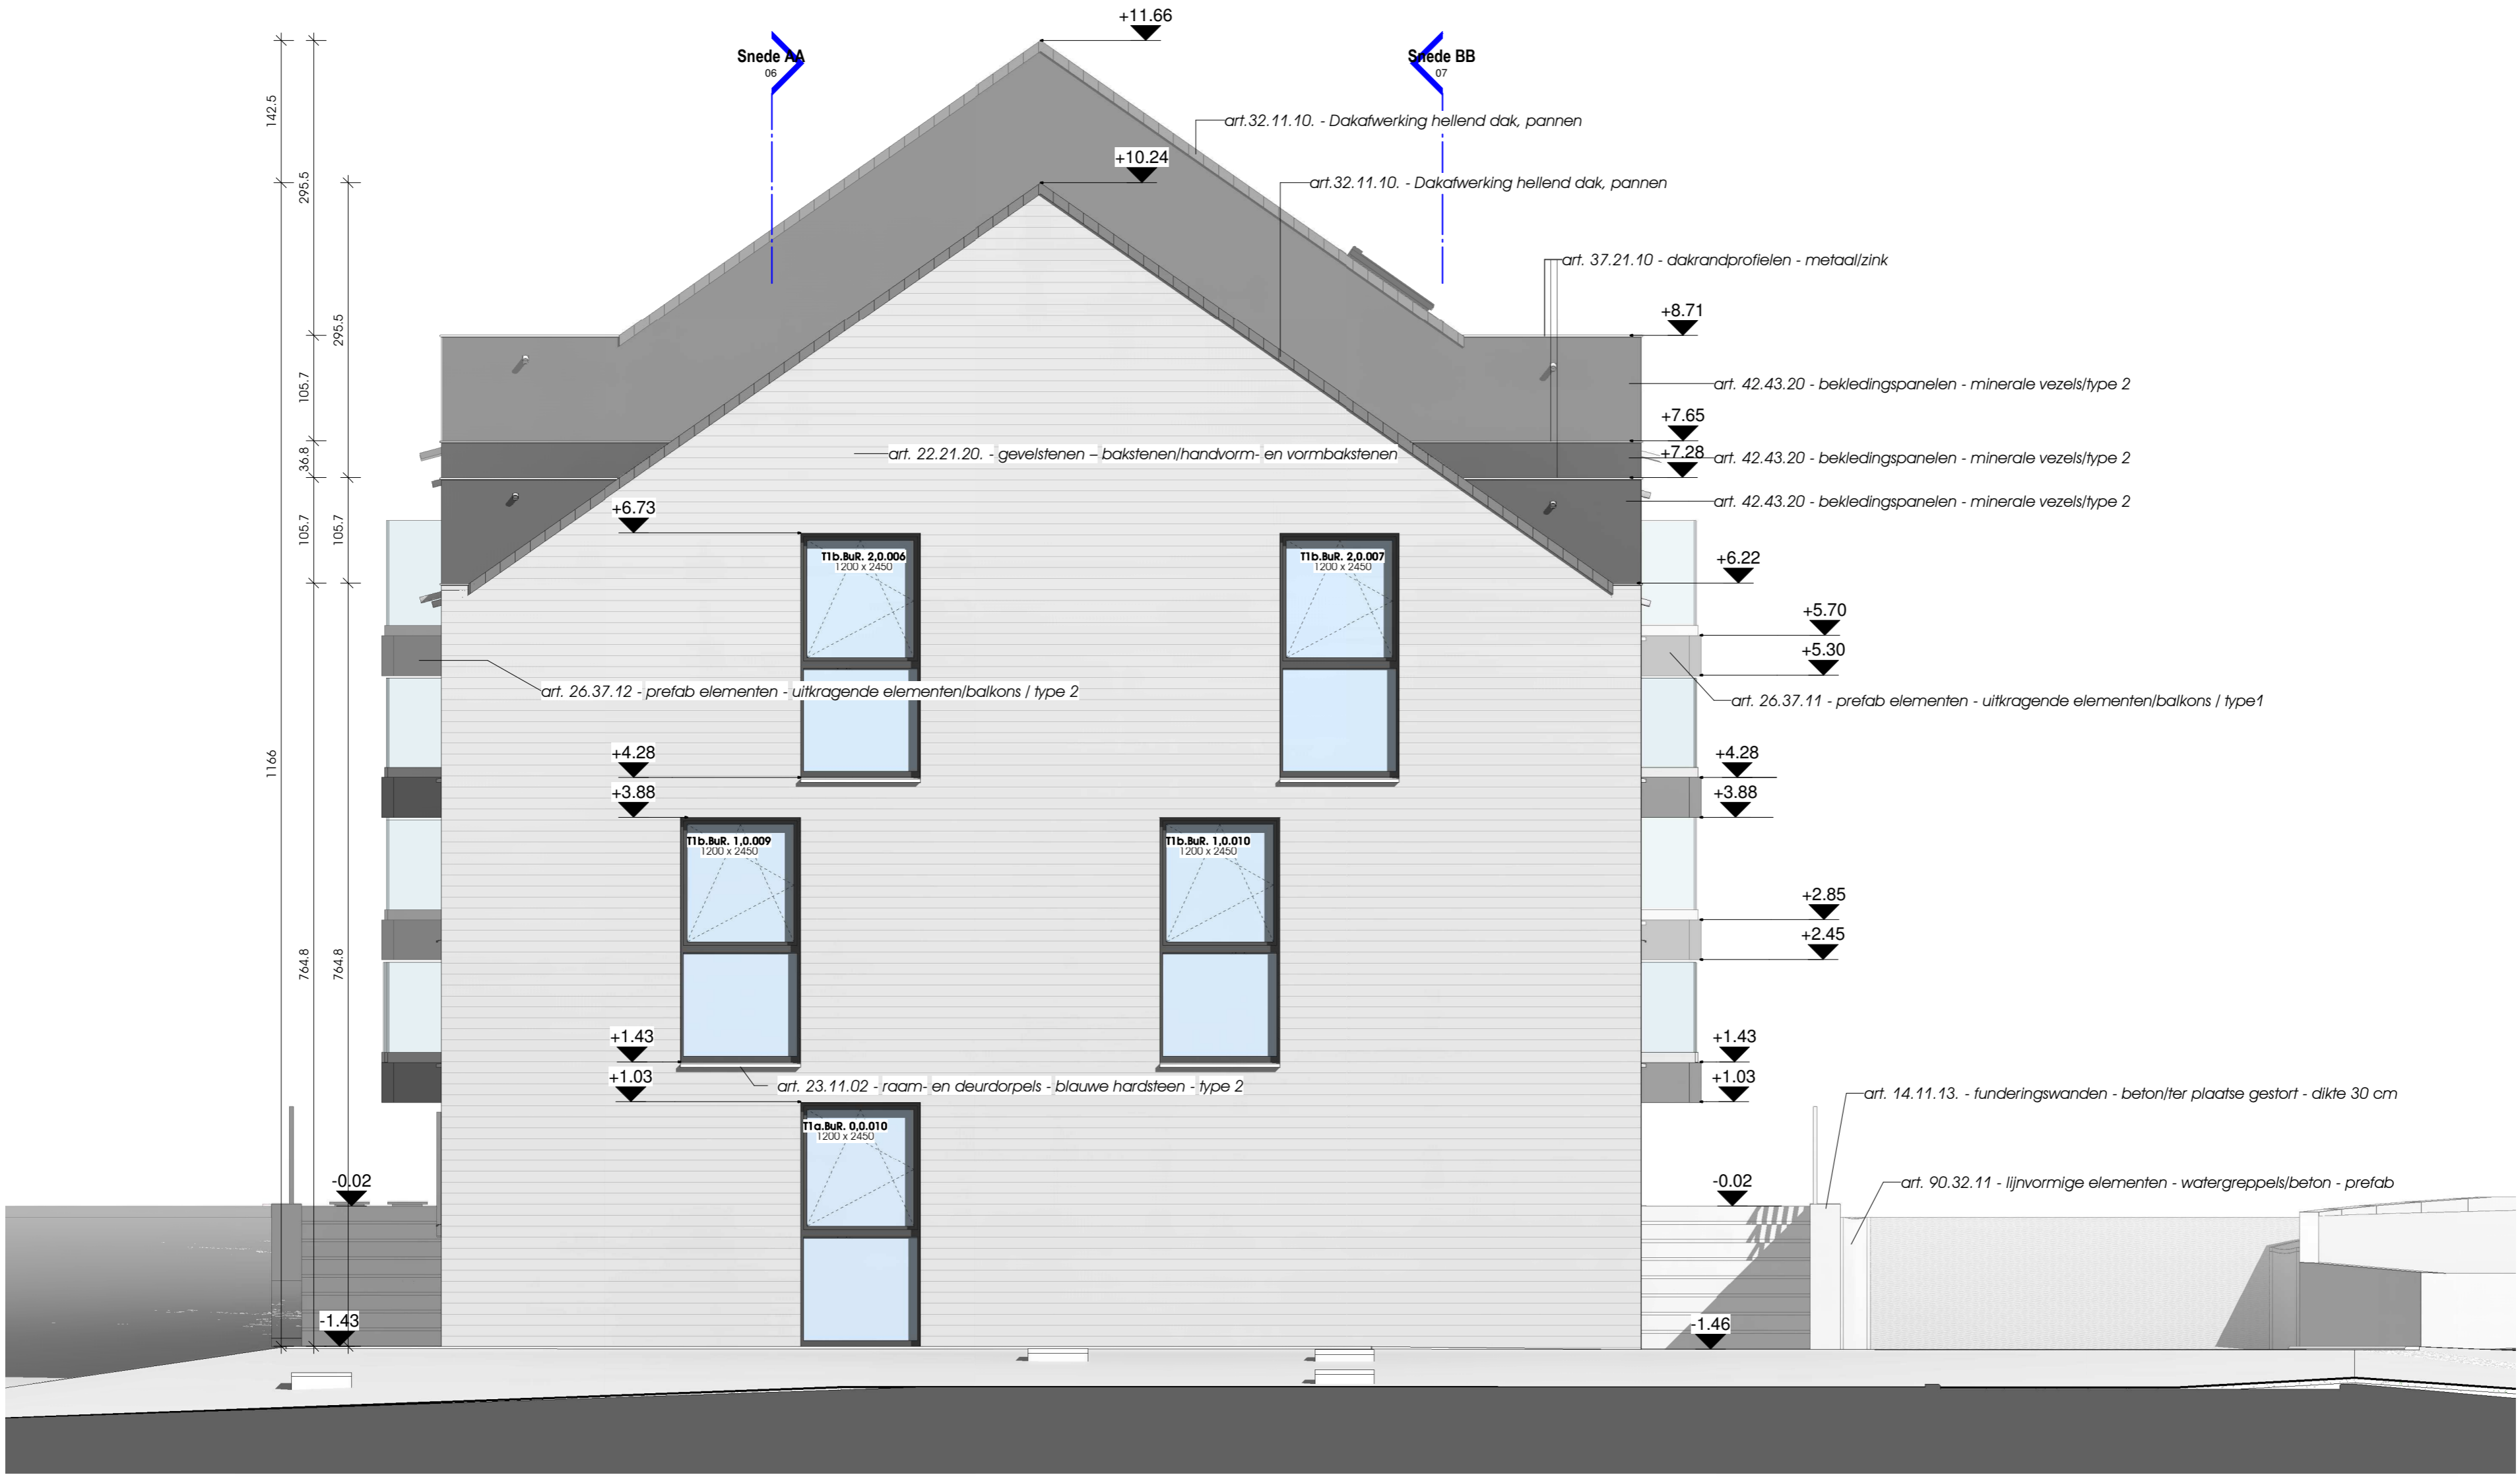 +11.66
Snede AA
06
Snede BB
07
142.5
art.32.11.10. - Dakafwerking hellend dak, pannen
+10.24
295.5
art.32.11.10. - Dakafwerking hellend dak, pannen
art. 37.21.10 - dakrandprofielen - metaal/zink
+8.71
295.5
105.7
art. 42.43.20 - bekledingspanelen - minerale vezels/type 2
+7.65
36.8
art. 22.21.20. - gevelstenen – bakstenen/handvorm- en vormbakstenen
+7.28
art. 42.43.20 - bekledingspanelen - minerale vezels/type 2
art. 42.43.20 - bekledingspanelen - minerale vezels/type 2
+6.73
105.7
105.7
T1b.BuR. 2,0.006
1200 x 2450
T1b.BuR. 2,0.007
1200 x 2450
+6.22
+5.70
+5.30
art. 26.37.12 - prefab elementen - uitkragende elementen/balkons / type 2
art. 26.37.11 - prefab elementen - uitkragende elementen/balkons / type1
1166
+4.28
+4.28
+3.88
+3.88
T1b.BuR. 1,0.009
1200 x 2450
T1b.BuR. 1,0.010
1200 x 2450
+2.85
+2.45
764.8
764.8
+1.43
+1.43
+1.03
art. 23.11.02 - raam- en deurdorpels - blauwe hardsteen - type 2
+1.03
art. 14.11.13. - funderingswanden - beton/ter plaatse gestort - dikte 30 cm
T1a.BuR. 0,0.010
1200 x 2450
-0.02
-0.02
art. 90.32.11 - lijnvormige elementen - watergreppels/beton - prefab
-1.43
-1.46